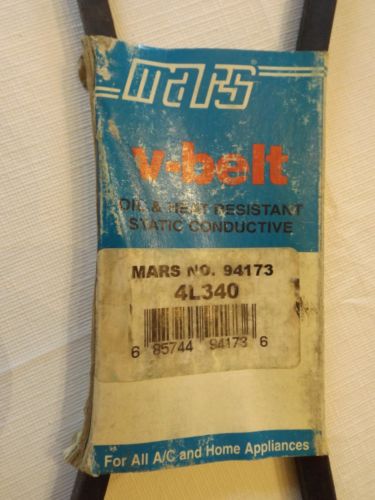 mars
v-belt
OIL & HEAT RESISTANT
STATIC CONDUCTIVE
MARS NO. 94173
4L340
6 85744 94173 6
For All A/C and Home Appliances